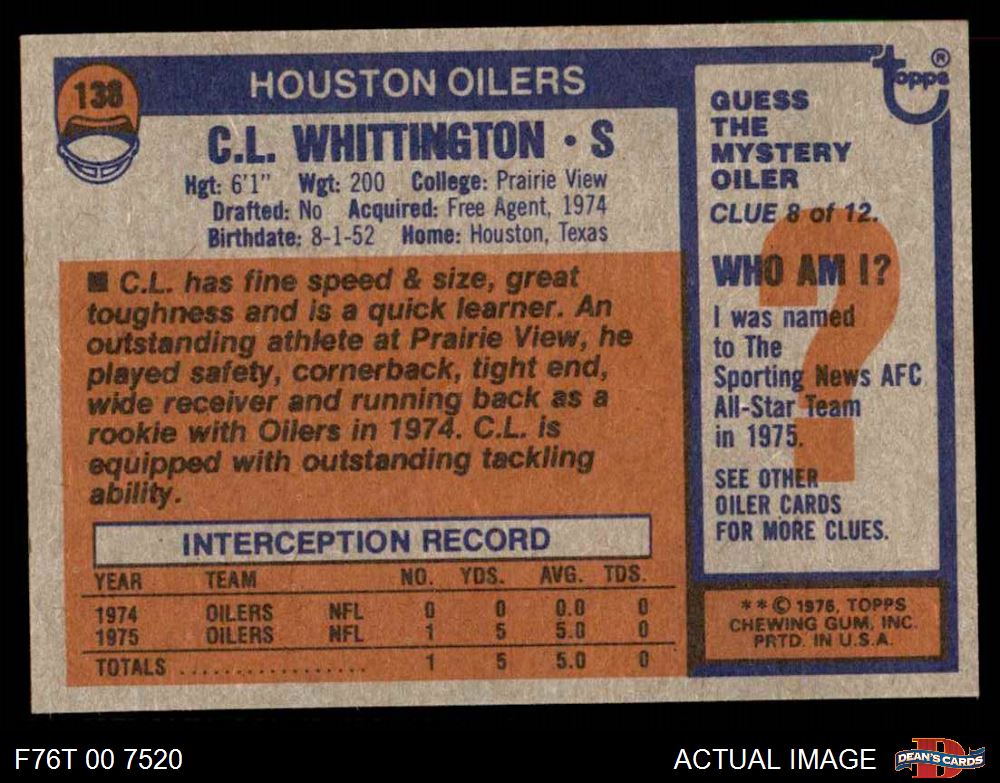 138
HOUSTON OILERS
C.L. WHITTINGTON • S
Hgt: 6'1" Wgt: 200 College: Prairie View
Drafted: No Acquired: Free Agent, 1974
Birthdate: 8-1-52 Home: Houston, Texas
■ C.L. has fine speed & size, great
toughness and is a quick learner. An
outstanding athlete at Prairie View, he
played safety, cornerback, tight end,
wide receiver and running back as a
rookie with Oilers in 1974. C.L. is
equipped with outstanding tackling
ability.
INTERCEPTION RECORD
YEAR TEAM NO. YDS. AVG. TDS.
1974 OILERS NFL 0 0 0.0 0
1975 OILERS NFL 1 5 5.0 0
TOTALS .................. 1 5 5.0 0
topps ®
GUESS
THE
MYSTERY
OILER
CLUE 8 of 12.
?
WHO AM I?
I was named
to The
Sporting News AFC
All-Star Team
in 1975.
SEE OTHER
OILER CARDS
FOR MORE CLUES.
* * © 1976, TOPPS
CHEWING GUM, INC.
PRTD. IN U.S.A.
F76T 00 7520
ACTUAL IMAGE
D
DEAN'S CARDS